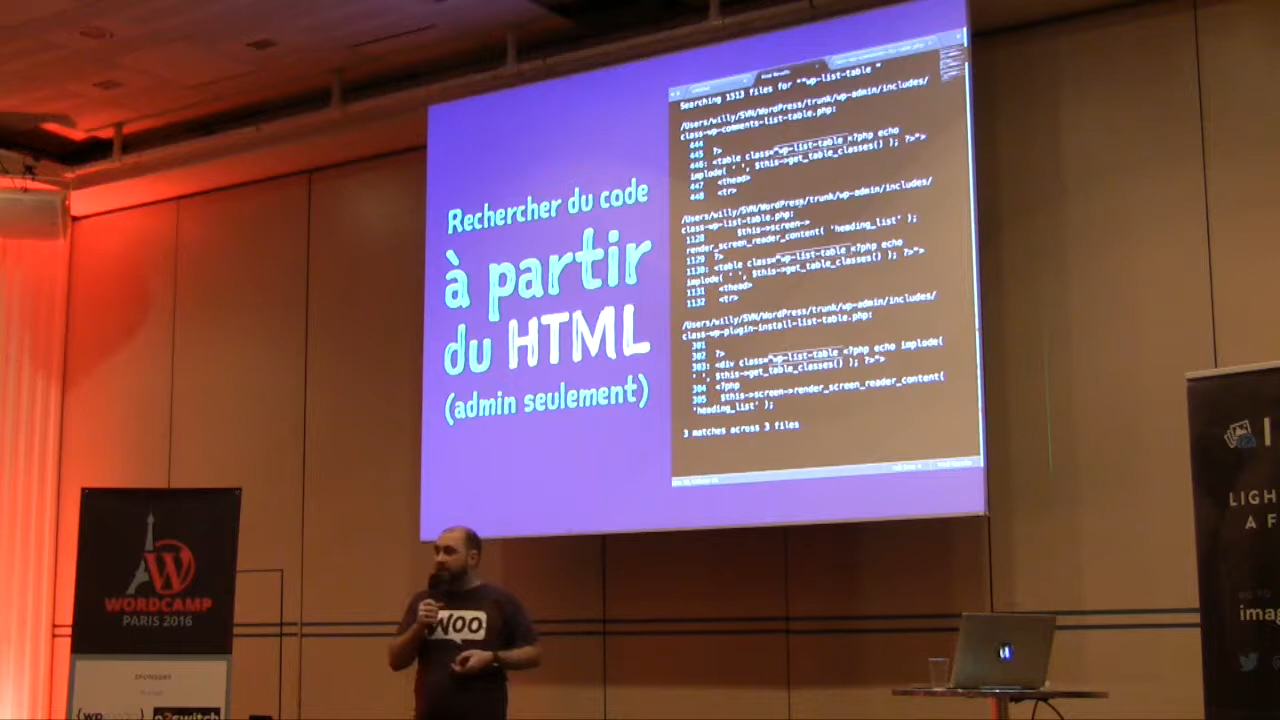 Rechercher du code
à partir
du HTML
(admin seulement)
Searching 1513 files for ""wp-list-table "
/Users/willy/SVN/WordPress/trunk/wp-admin/includes/
class-wp-comments-list-table.php:
444
445 ?>
446: <table class="wp-list-table <?php echo
implode( ' ', $this->get_table_classes() ); ?>">
447 <thead>
448 <tr>
/Users/willy/SVN/WordPress/trunk/wp-admin/includes/
class-wp-list-table.php:
1128 $this->screen->
render_screen_reader_content( 'heading_list' );
1129 ?>
1130: <table class="wp-list-table <?php echo
implode( ' ', $this->get_table_classes() ); ?>">
1131 <thead>
1132 <tr>
/Users/willy/SVN/WordPress/trunk/wp-admin/includes/
class-wp-plugin-install-list-table.php:
301
302 ?>
303: <div class="wp-list-table <?php echo implode(
' ', $this->get_table_classes() ); ?>">
304 <?php
305 $this->screen->render_screen_reader_content(
'heading_list' );
3 matches across 3 files
WORDCAMP
PARIS 2016
SPONSORS
o2switch
WOO
LIGH
A F
imag